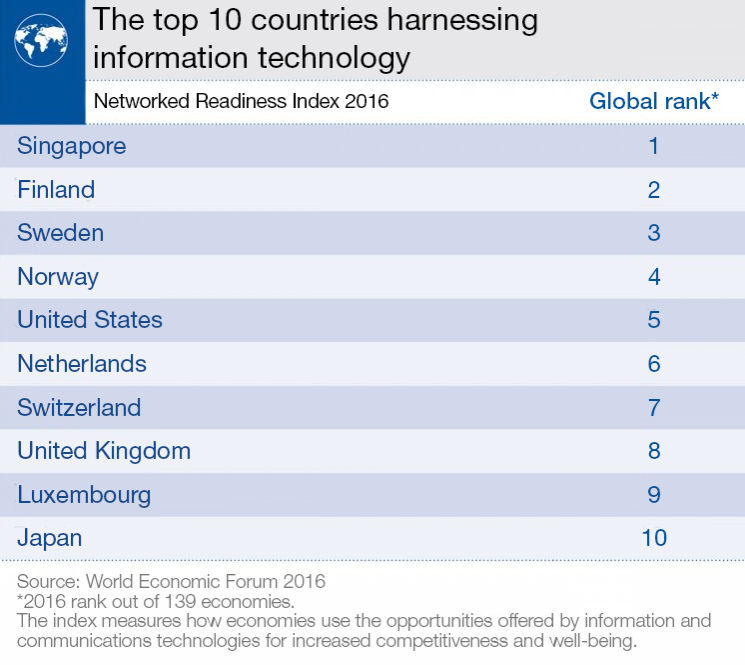 The top 10 countries harnessing
information technology
Networked Readiness Index 2016 Global rank*
Singapore 1
Finland 2
Sweden 3
Norway 4
United States 5
Netherlands 6
Switzerland 7
United Kingdom 8
Luxembourg 9
Japan 10
Source: World Economic Forum 2016
*2016 rank out of 139 economies.
The index measures how economies use the opportunities offered by information and
communications technologies for increased competitiveness and well-being.